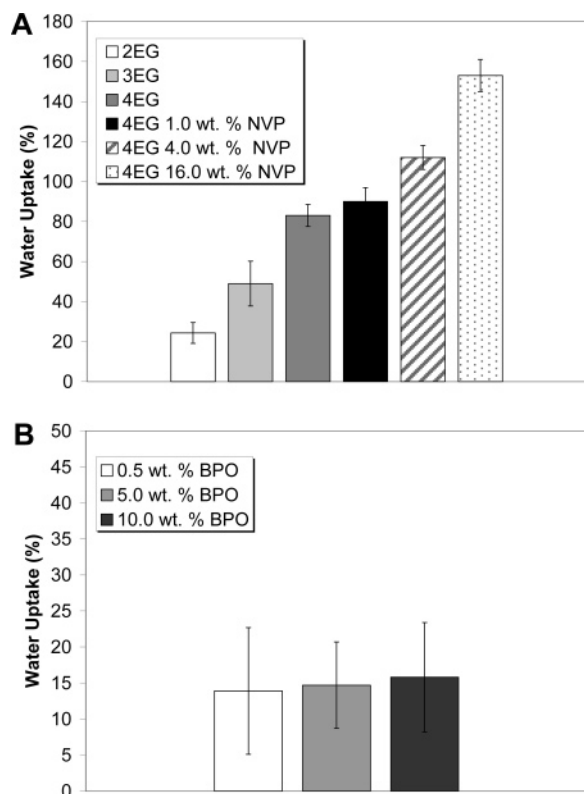 A
180
160
140
120
100
80
60
40
20
0
Water Uptake (%)
2EG
3EG
4EG
4EG 1.0 wt. % NVP
4EG 4.0 wt. % NVP
4EG 16.0 wt. % NVP
B
50
45
40
35
30
25
20
15
10
5
0
Water Uptake (%)
0.5 wt. % BPO
5.0 wt. % BPO
10.0 wt. % BPO